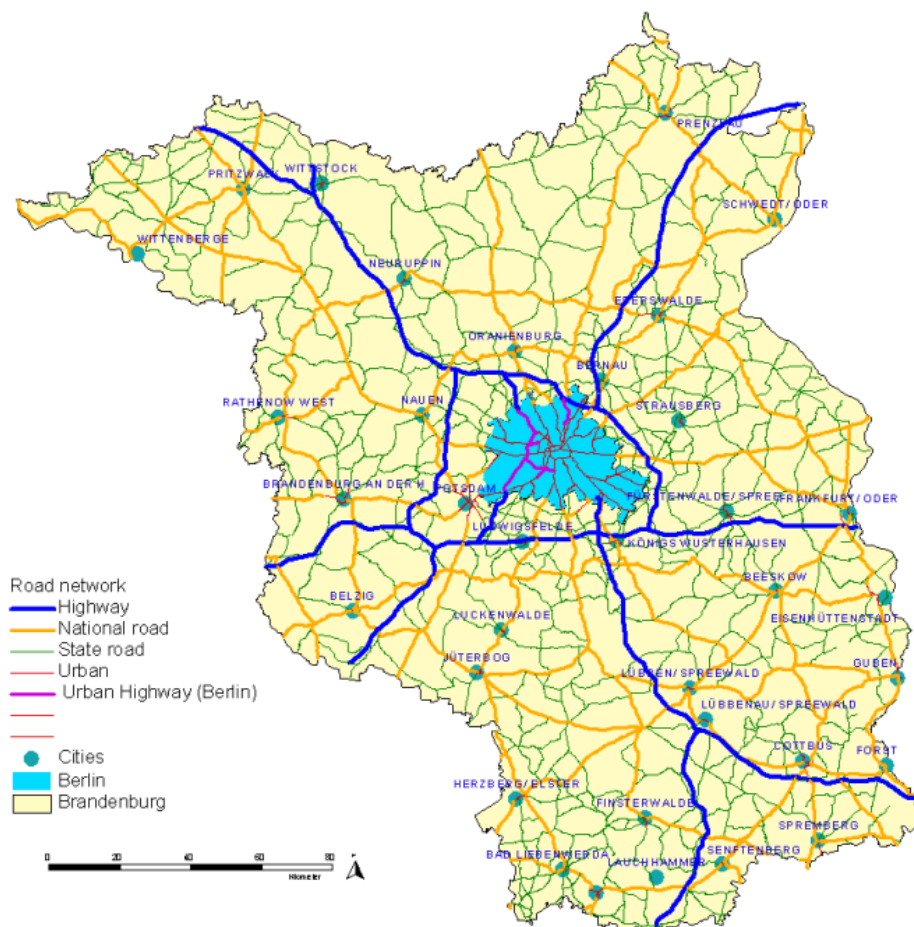 PRENZLAU
WITTSTOCK
PRITZWALK
SCHWEDT/ODER
WITTENBERGE
NEURUPPIN
EBERSWALDE
ORANIENBURG
BERNAU
RATHENOW WEST
NAUEN
STRAUSBERG
BRANDENBURG AN DER H
POTSDAM
FÜRSTENWALDE/SPREE
FRANKFURT/ODER
LUDWIGSFELDE
KÖNIGS WUSTERHAUSEN
BEESKOW
BELZIG
LUCKENWALDE
EISENHÜTTENSTADT
JÜTERBOG
GUBEN
LÜBBEN/SPREEWALD
LÜBBENAU/SPREEWALD
COTTBUS
FORST
HERZBERG/ELSTER
FINSTERWALDE
SPREMBERG
BAD LIEBENWERDA
LAUCHHAMMER
SENFTENBERG
Road network
Highway
National road
State road
Urban
Urban Highway (Berlin)
Cities
Berlin
Brandenburg
0 20 40 60 80
Kilometer